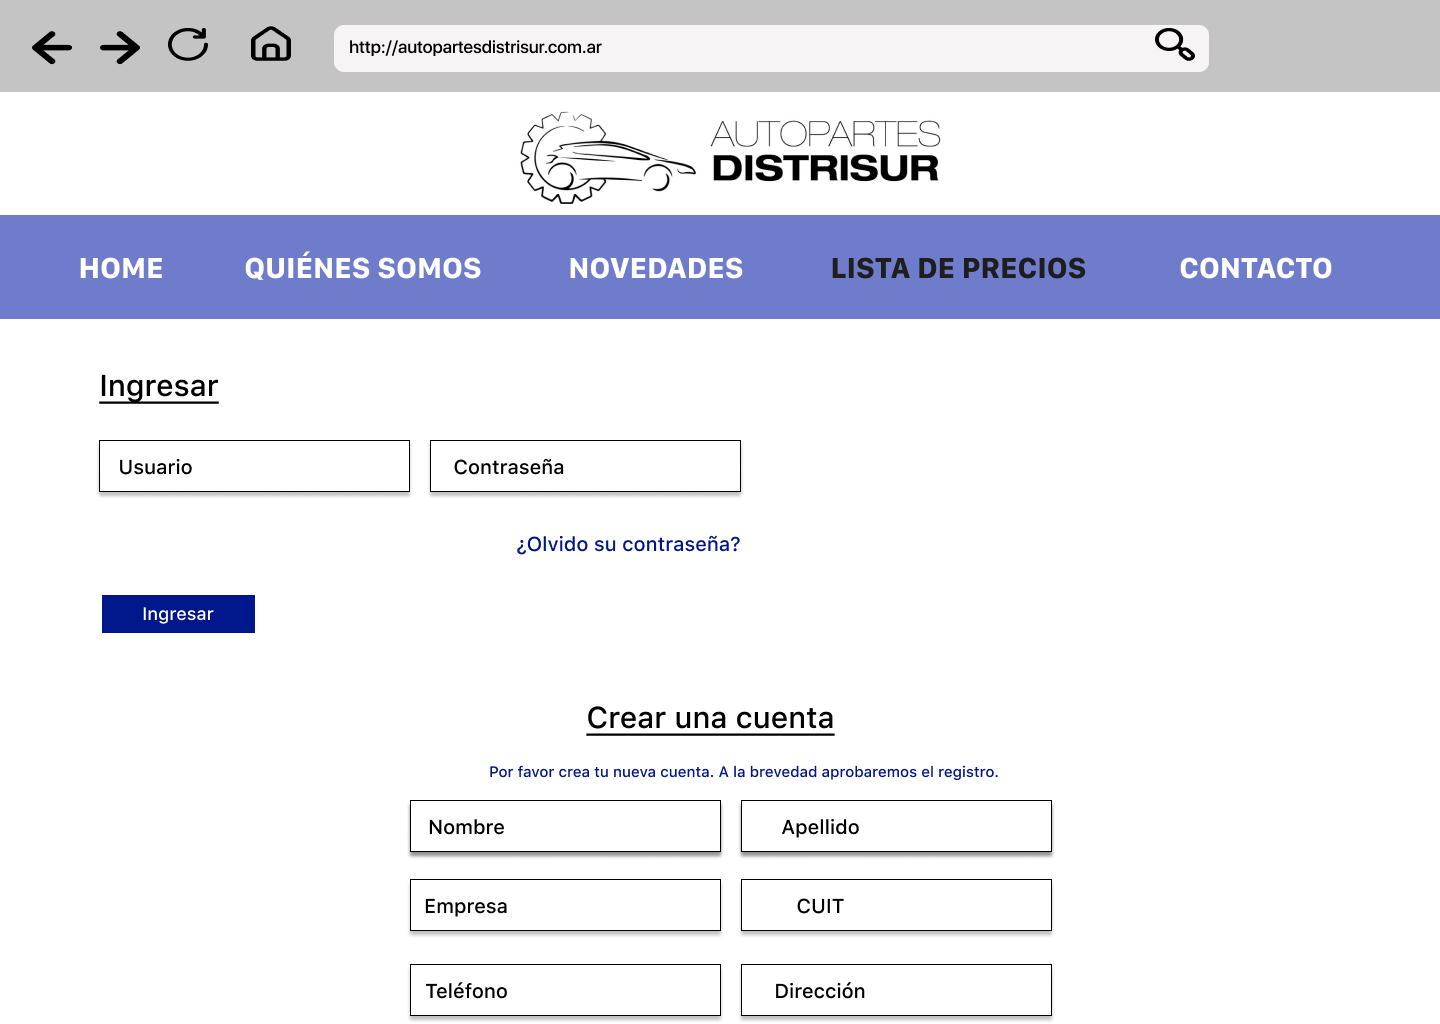 http://autopartesdistrisur.com.ar
AUTOPARTES
DISTRISUR
HOME QUIÉNES SOMOS NOVEDADES LISTA DE PRECIOS CONTACTO
Ingresar
Usuario Contraseña
¿Olvido su contraseña?
Ingresar
Crear una cuenta
Por favor crea tu nueva cuenta. A la brevedad aprobaremos el registro.
Nombre Apellido
Empresa CUIT
Teléfono Dirección